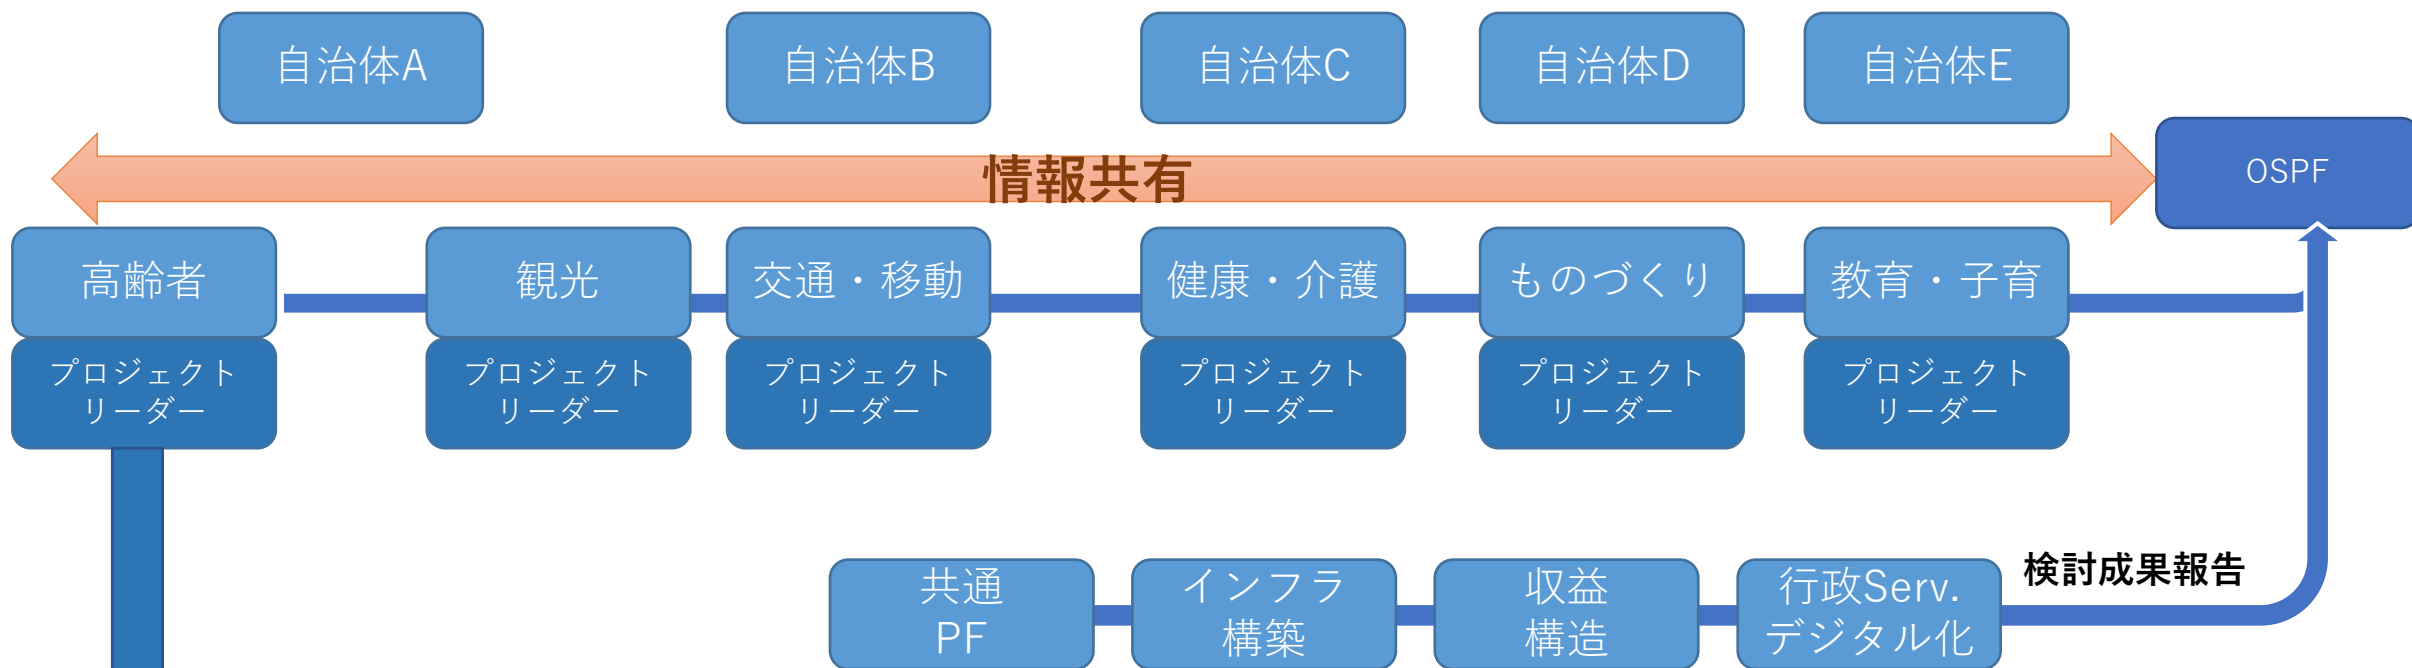 自治体A
自治体B
自治体C
自治体D
自治体E
情報共有
OSPF
高齢者
観光
交通・移動
健康・介護
ものづくり
教育・子育
プロジェクト
リーダー
プロジェクト
リーダー
プロジェクト
リーダー
プロジェクト
リーダー
プロジェクト
リーダー
プロジェクト
リーダー
検討成果報告
共通
PF
インフラ
構築
収益
構造
行政Serv.
デジタル化